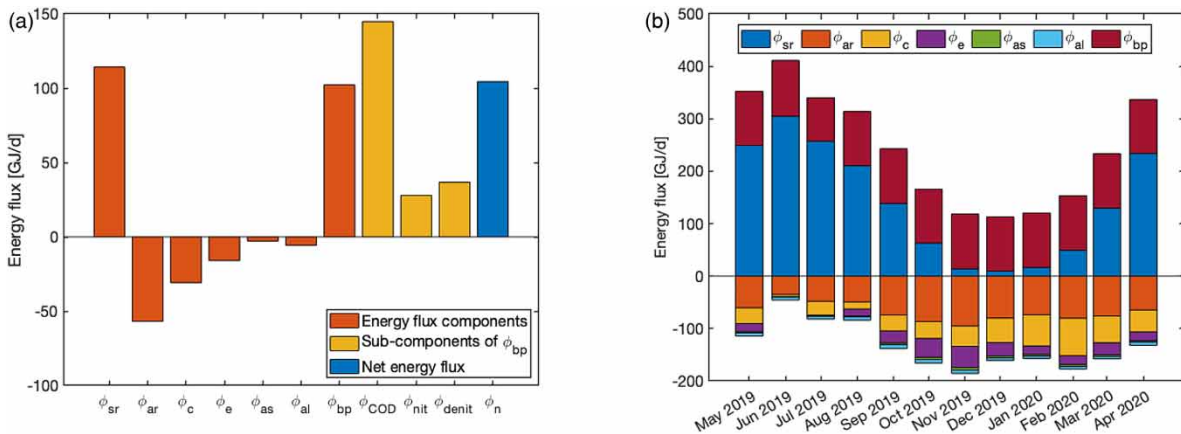 (a)
Energy flux [GJ/d]
150
100
50
0
-50
-100
Energy flux components
Sub-components of ϕbp
Net energy flux
ϕsr ϕar ϕc ϕe ϕas ϕal ϕbp ϕCOD ϕnit ϕdenit ϕn
(b)
Energy flux [GJ/d]
500
400
300
200
100
0
-100
-200
ϕsr ϕar ϕc ϕe ϕas ϕal ϕbp
May 2019 Jun 2019 Jul 2019 Aug 2019 Sep 2019 Oct 2019 Nov 2019 Dec 2019 Jan 2020 Feb 2020 Mar 2020 Apr 2020